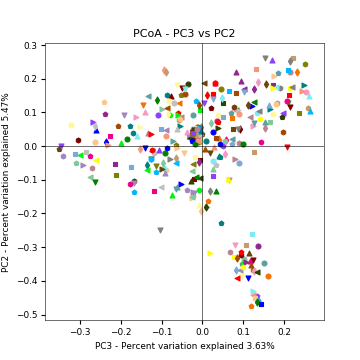 PCoA - PC3 vs PC2
0.3
0.2
0.1
0.0
−0.1
−0.2
−0.3
−0.4
−0.5
−0.3 −0.2 −0.1 0.0 0.1 0.2
PC2 - Percent variation explained 5.47%
PC3 - Percent variation explained 3.63%